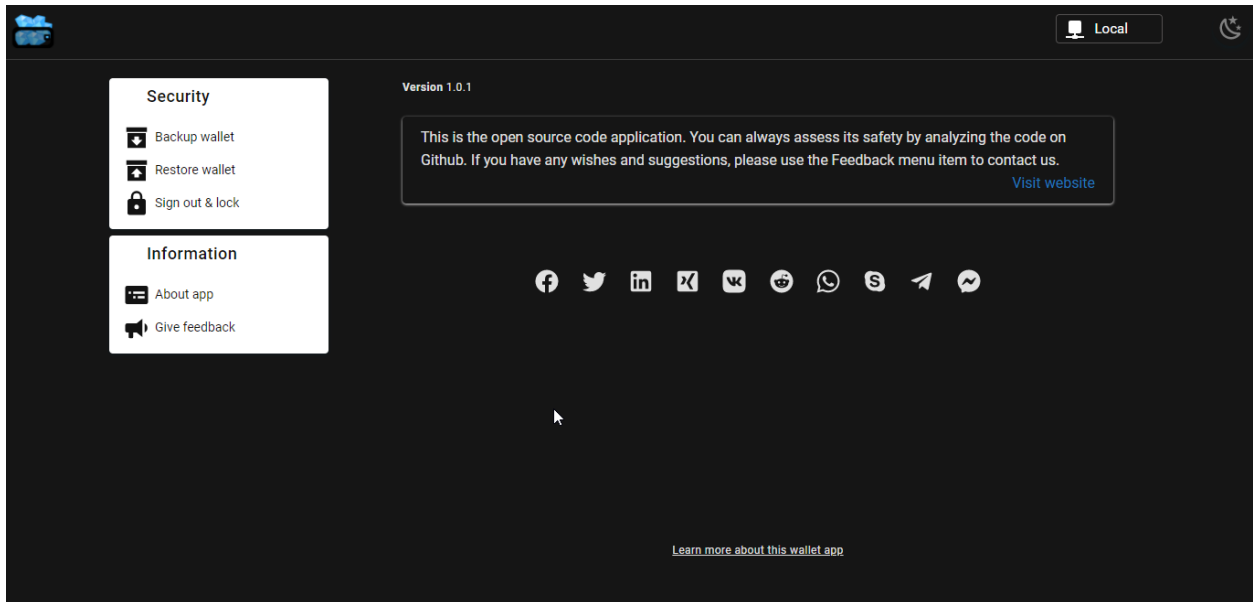 Local
Security
Backup wallet
Restore wallet
Sign out & lock
Information
About app
Give feedback
Version 1.0.1
This is the open source code application. You can always assess its safety by analyzing the code on
Github. If you have any wishes and suggestions, please use the Feedback menu item to contact us.
Visit website
Learn more about this wallet app